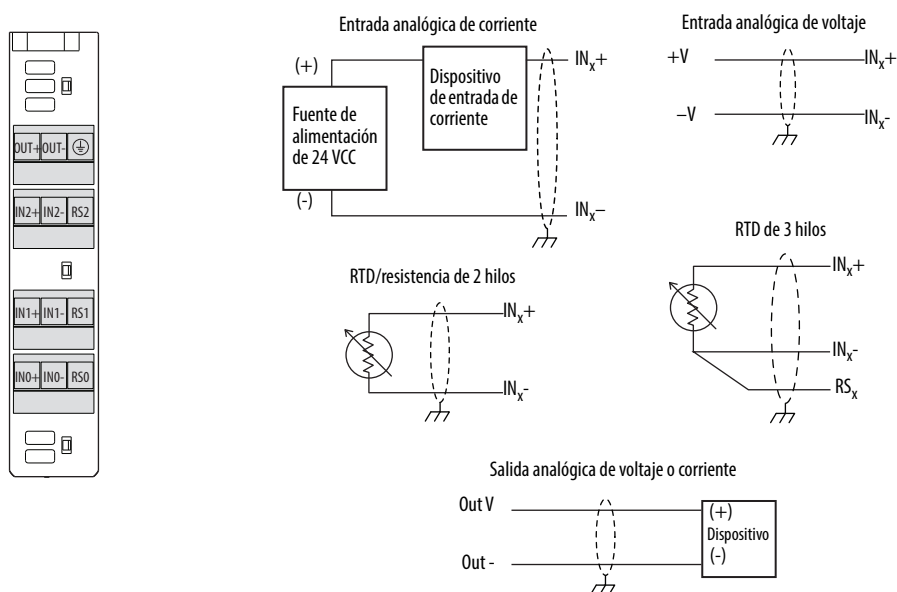 OUT+ OUT-
IN2+ IN2- RS2
IN1+ IN1- RS1
IN0+ IN0- RS0
Entrada analógica de corriente
(+)
Fuente de
alimentación
de 24 VCC
(-)
Dispositivo
de entrada de
corriente
INx+
INx–
Entrada analógica de voltaje
+V
INx+
–V
INx-
RTD/resistencia de 2 hilos
INx+
INx-
RTD de 3 hilos
INx+
INx-
RSx
Salida analógica de voltaje o corriente
Out V
Out -
(+)
Dispositivo
(-)